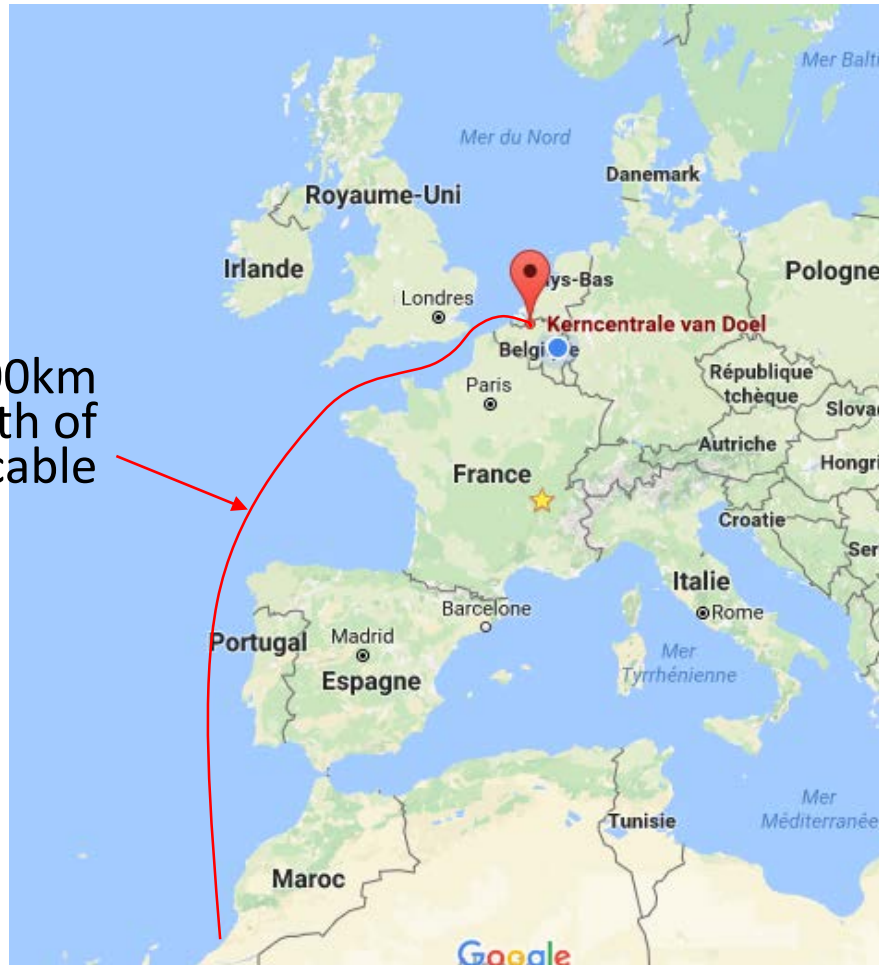 Mer Balti
Mer du Nord
Danemark
Royaume-Uni
Irlande
Pologne
Londres
ys-Bas
Kerncentrale van Doel
Belgi e
00km
République
tchèque
Paris
th of
Slova
cable
Autriche
Hongri
France
Croatie
Ser
Italie
Barcelone
Rome
Portugal
Madrid
Mer
Tyrrhénienne
Espagne
Mer
Méditerranée
Tunisie
Maroc
Google